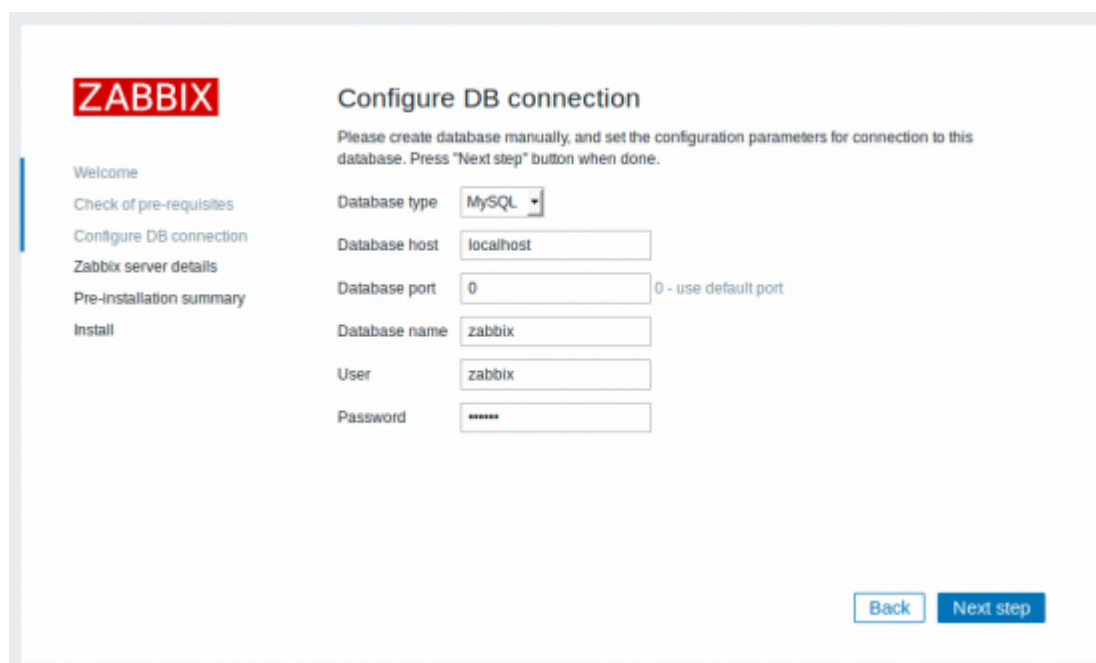 ZABBIX
Welcome
Check of pre-requisites
Configure DB connection
Zabbix server details
Pre-installation summary
Install
Configure DB connection
Please create database manually, and set the configuration parameters for connection to this
database. Press "Next step" button when done.
Database type MySQL
Database host localhost
Database port 0 0 - use default port
Database name zabbix
User zabbix
Password ••••••
Back Next step